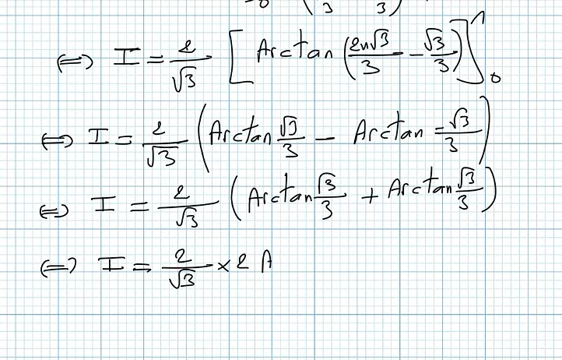 ⇔ I = 2/√3 [ Arctan (2n√3/3 − √3/3) ]₀¹
⇔ I = 2/√3 ( Arctan √3/3 − Arctan −√3/3 )
⇔ I = 2/√3 ( Arctan √3/3 + Arctan √3/3 )
⇔ I = 2/√3 × 2 A